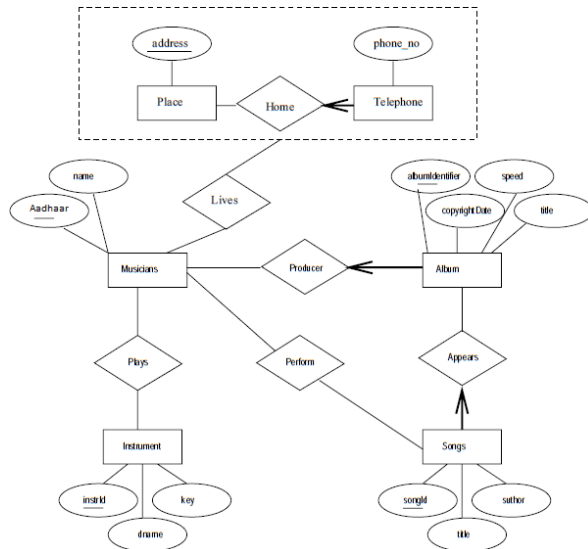 address
phone_no
Place
Home
Telephone
name
Aadhaar
Lives
albumIdentifier
speed
copyrightDate
title
Musicians
Producer
Album
Plays
Perform
Appears
Instrument
Songs
instrId
key
dname
songId
suthor
title